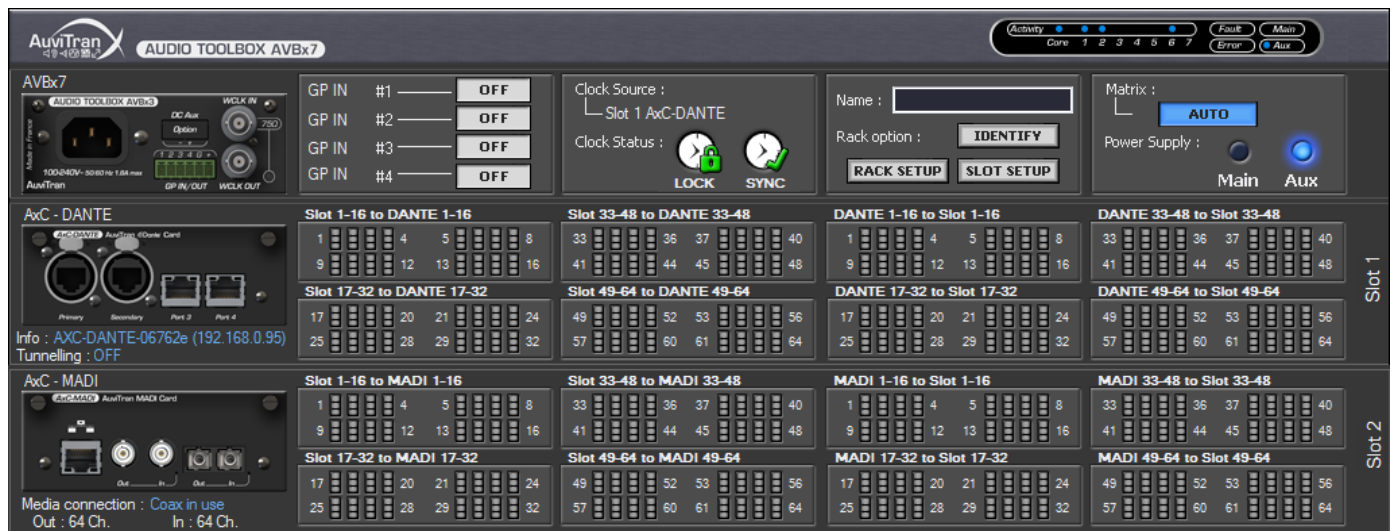 AuviTran
AUDIO TOOLBOX AVBx7
Activity
Core 1 2 3 4 5 6 7
Fault Main
Error Aux
AVBx7
AUDIO TOOLBOX AVBx3
WCLK IN
DC Aux
Option
75Ω
Made in France
1 2 3 4 G +
100-240V~ 50/60 Hz 1.8A max
AuviTran
GP IN/OUT
WCLK OUT
GP IN #1 OFF
GP IN #2 OFF
GP IN #3 OFF
GP IN #4 OFF
Clock Source :
Slot 1 AxC-DANTE
Clock Status :
LOCK SYNC
Name :
Rack option : IDENTIFY
RACK SETUP SLOT SETUP
Matrix :
AUTO
Power Supply :
Main Aux
AxC - DANTE
AxC-DANTE AuviTran 4Dante Card
Primary Secondary Port 3 Port 4
Info : AXC-DANTE-06762e (192.168.0.95)
Tunnelling : OFF
Slot 1-16 to DANTE 1-16
1 4 5 8
9 12 13 16
Slot 17-32 to DANTE 17-32
17 20 21 24
25 28 29 32
Slot 33-48 to DANTE 33-48
33 36 37 40
41 44 45 48
Slot 49-64 to DANTE 49-64
49 52 53 56
57 60 61 64
DANTE 1-16 to Slot 1-16
1 4 5 8
9 12 13 16
DANTE 17-32 to Slot 17-32
17 20 21 24
25 28 29 32
DANTE 33-48 to Slot 33-48
33 36 37 40
41 44 45 48
DANTE 49-64 to Slot 49-64
49 52 53 56
57 60 61 64
Slot 1
AxC - MADI
AxC-MADI AuviTran MADI Card
Out In Out In
Media connection : Coax in use
Out : 64 Ch. In : 64 Ch.
Slot 1-16 to MADI 1-16
1 4 5 8
9 12 13 16
Slot 17-32 to MADI 17-32
17 20 21 24
25 28 29 32
Slot 33-48 to MADI 33-48
33 36 37 40
41 44 45 48
Slot 49-64 to MADI 49-64
49 52 53 56
57 60 61 64
MADI 1-16 to Slot 1-16
1 4 5 8
9 12 13 16
MADI 17-32 to Slot 17-32
17 20 21 24
25 28 29 32
MADI 33-48 to Slot 33-48
33 36 37 40
41 44 45 48
MADI 49-64 to Slot 49-64
49 52 53 56
57 60 61 64
Slot 2